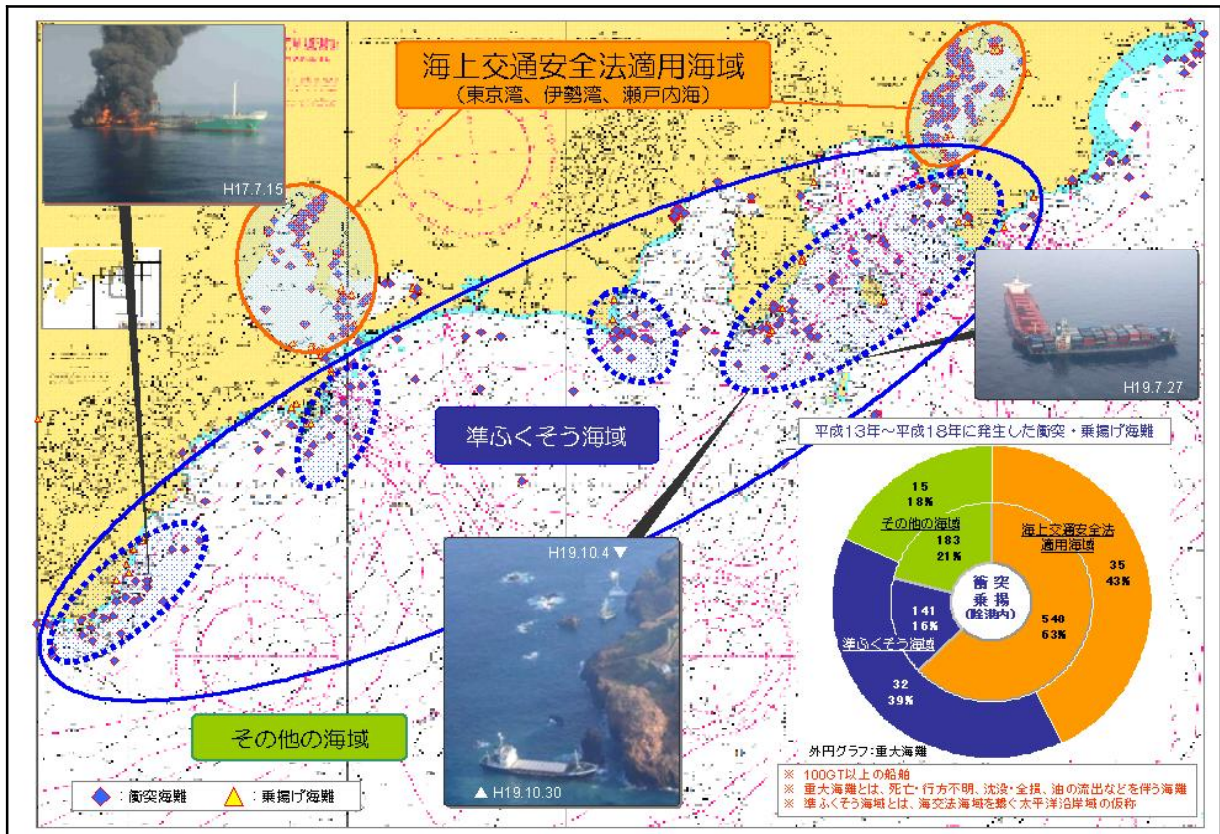 海上交通安全法適用海域
(東京湾、伊勢湾、瀬戸内海)
H17.7.15
H19.7.27
準ふくそう海域
平成13年～平成18年に発生した衝突・乗揚げ海難
15
18%
その他の海域
183
21%
海上交通安全法
適用海域
35
43%
衝 突
乗 揚
(除港内)
141
16%
540
63%
準ふくそう海域
32
39%
外円グラフ:重大海難
H19.10.4▼
▲ H19.10.30
その他の海域
:衝突海難 :乗揚げ海難
※ 100GT以上の船舶
※ 重大海難とは、死亡・行方不明、沈没・全損、油の流出などを伴う海難
※ 準ふくそう海域とは、海交法海域を繋ぐ太平洋沿岸域の仮称